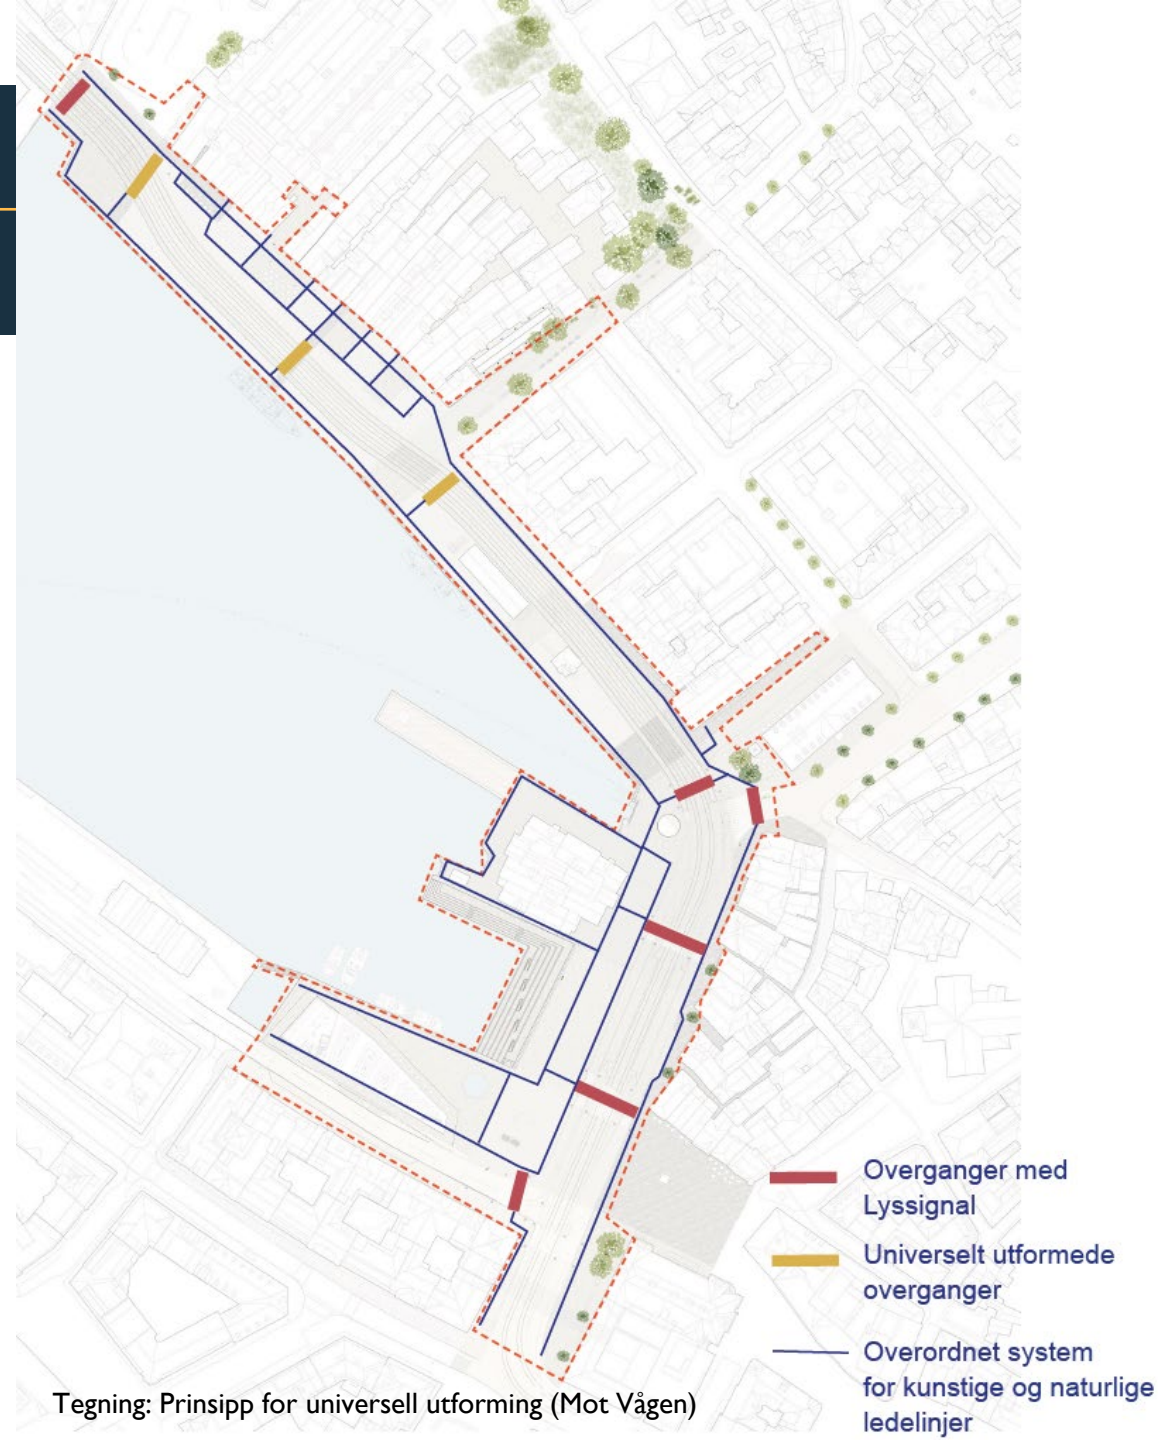 Overganger med
Lyssignal
Universelt utformede
overganger
Overordnet system
for kunstige og naturlige
ledelinjer
Tegning: Prinsipp for universell utforming (Mot Vågen)